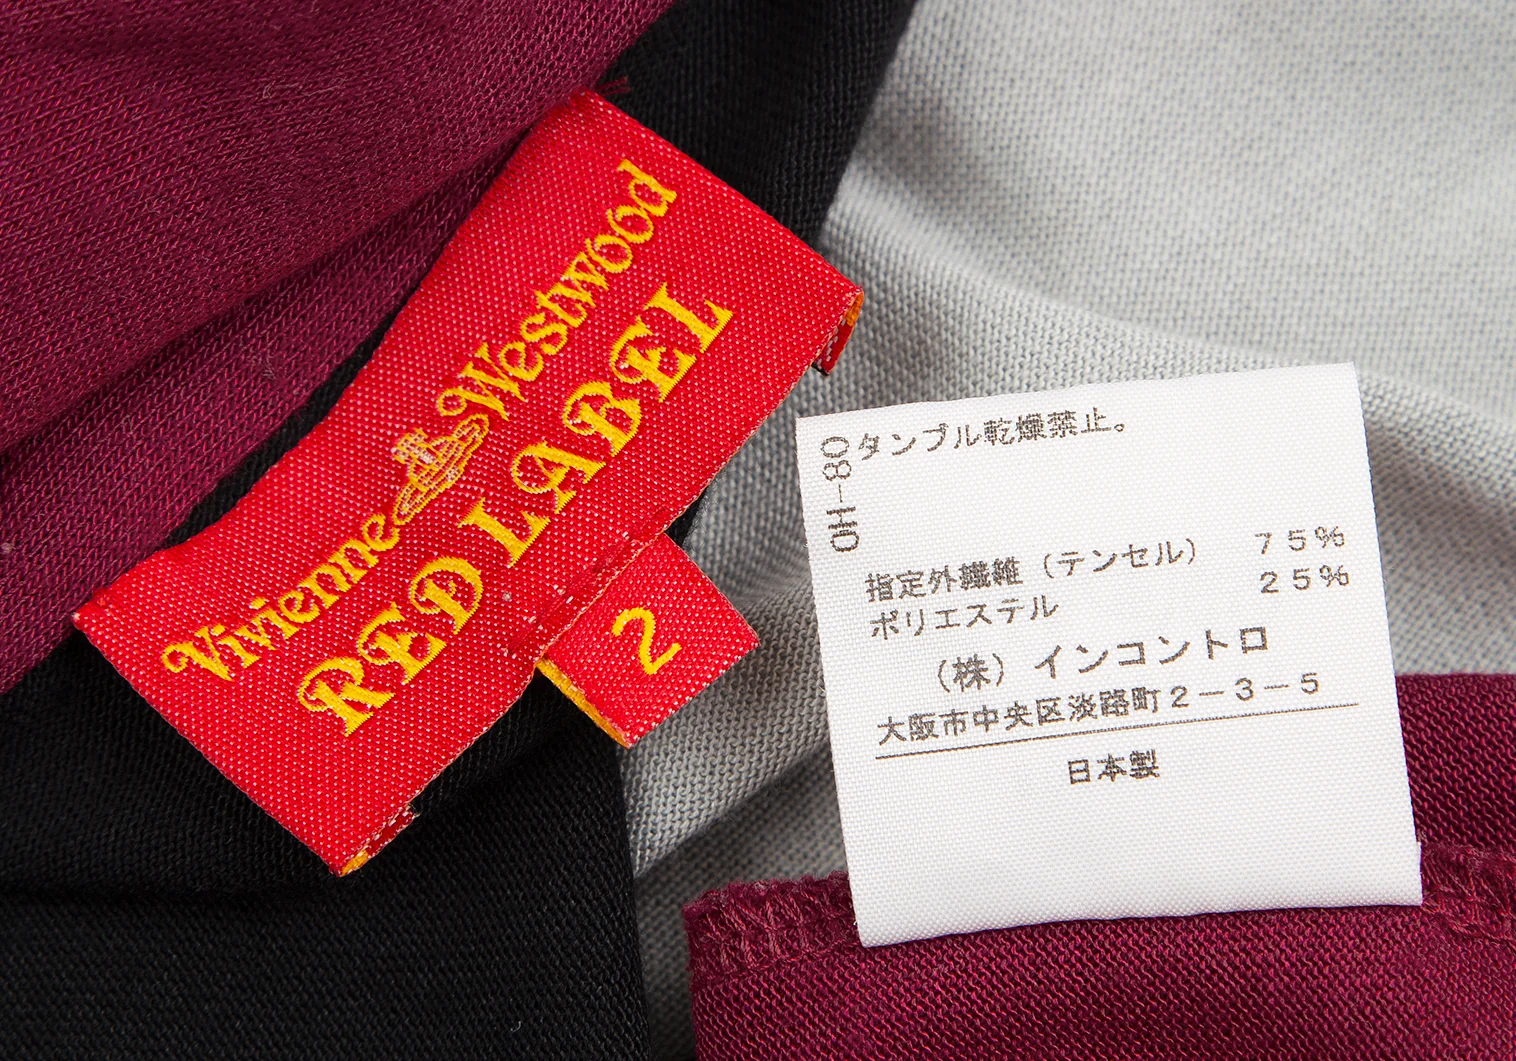 Vivienne Westwood
RED LABEL
2
OH-80
タンブル乾燥禁止。
指定外繊維（テンセル） 75%
ポリエステル 25%
（株）インコントロ
大阪市中央区淡路町2-3-5
日本製